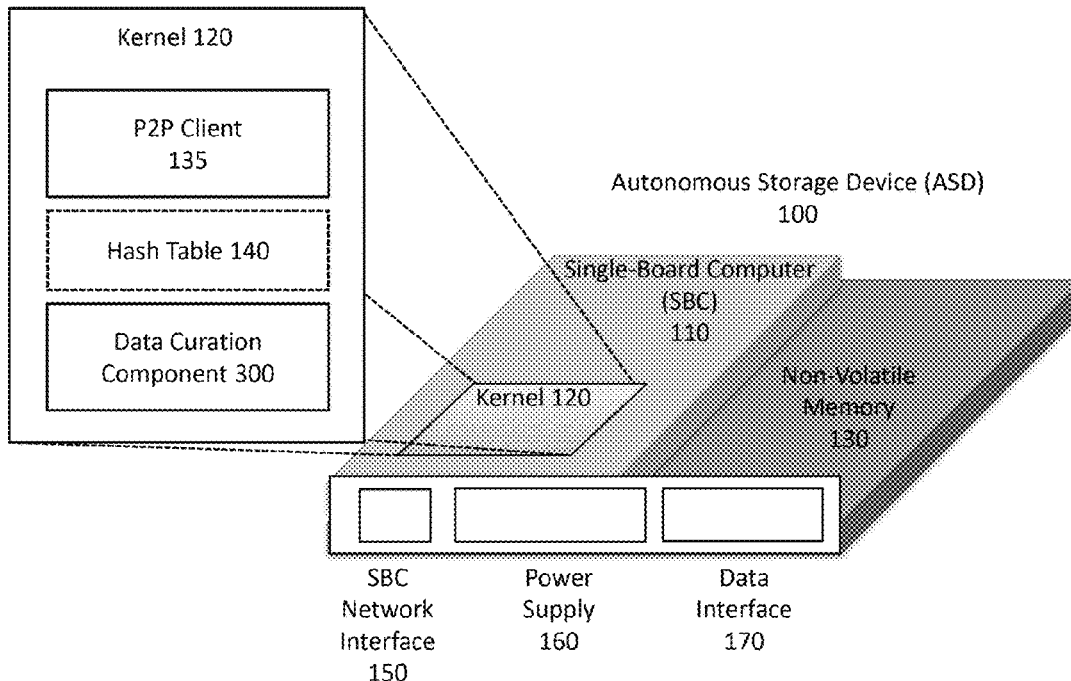 Kernel 120
P2P Client
135
Hash Table 140
Data Curation
Component 300
Autonomous Storage Device (ASD)
100
Single-Board Computer
(SBC)
110
Kernel 120
Non-Volatile
Memory
130
SBC
Network
Interface
150
Power
Supply
160
Data
Interface
170